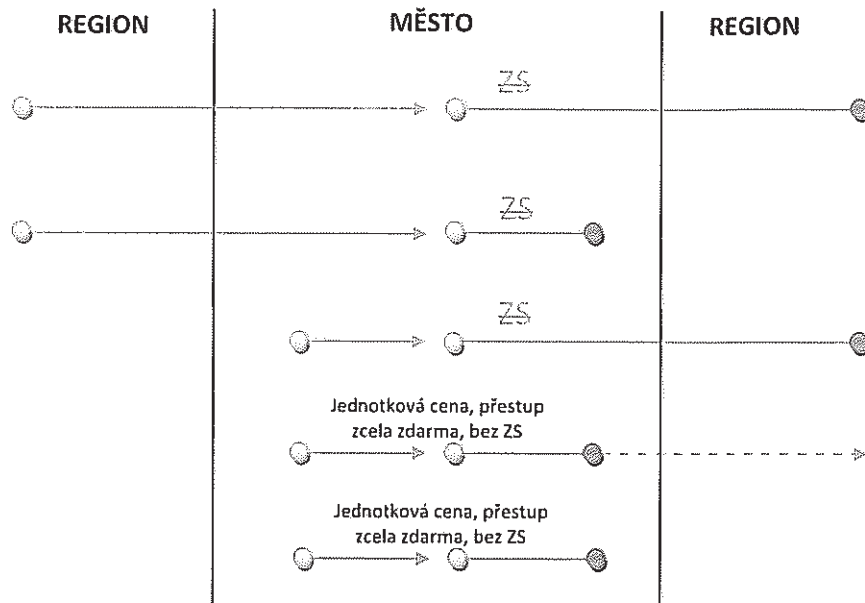 REGION MĚSTO REGION
ZS
ZS
ZS
Jednotková cena, přestup
zcela zdarma, bez ZS
Jednotková cena, přestup
zcela zdarma, bez ZS